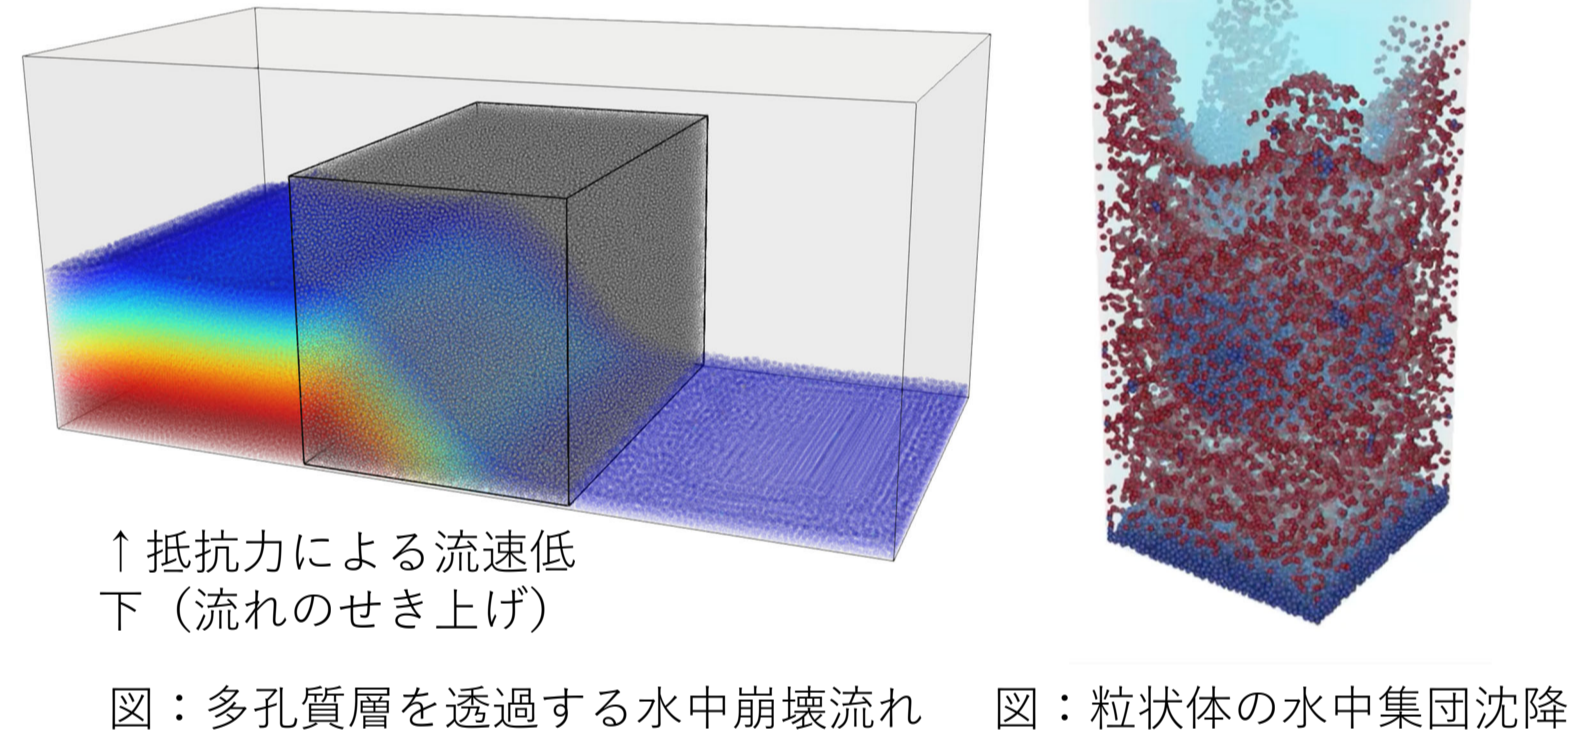 ↑抵抗力による流速低
下（流れのせき上げ）
図：多孔質層を透過する水中崩壊流れ
図：粒状体の水中集団沈降